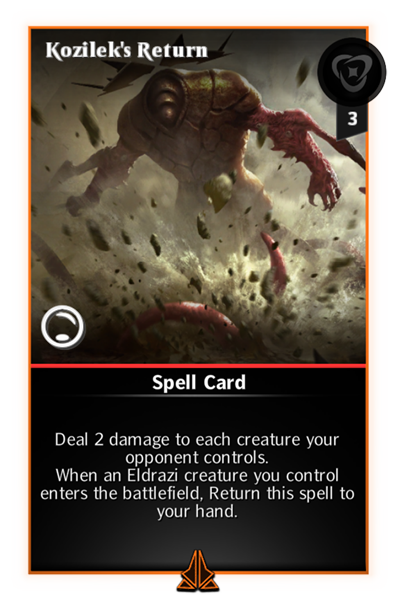 Kozilek's Return
3
Spell Card
Deal 2 damage to each creature your
opponent controls.
When an Eldrazi creature you control
enters the battlefield, Return this spell to
your hand.